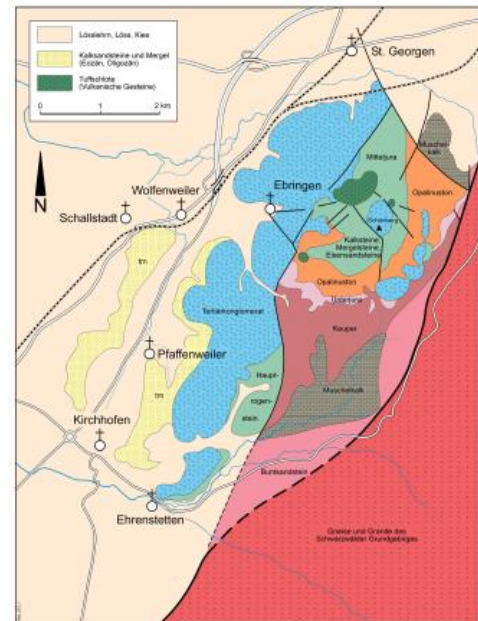 Lösslehm, Löss, Kies
Kalksandsteine und Mergel
(Eozän, Oligozän)
Tuffschlote
(Vulkanische Gesteine)
0 1 2 km
N
St. Georgen
Muschel-
kalk
Mitteljura
Opalinuston
Ebringen
Schönberg
Wolfenweiler
Schallstadt
Kalksteine,
Mergelsteine,
Eisensandsteine
tm
Opalinuston
Unterjura
Tertiärkonglomerat
Keuper
Pfaffenweiler
Haupt-
rogen-
stein
Muschelkalk
tm
Kirchhofen
Buntsandstein
Ehrenstetten
Gneise und Granite des
Schwarzwälder Grundgebirges